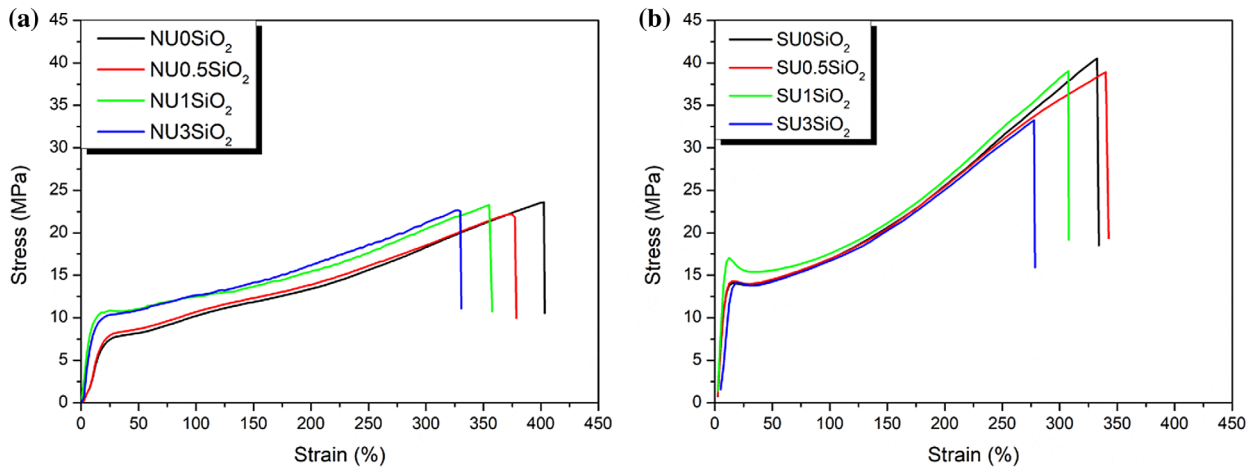 (a)
45
40
35
30
25
20
15
10
5
0
Stress (MPa)
NU0SiO₂
NU0.5SiO₂
NU1SiO₂
NU3SiO₂
0 50 100 150 200 250 300 350 400 450
Strain (%)
(b)
45
40
35
30
25
20
15
10
5
0
Stress (MPa)
SU0SiO₂
SU0.5SiO₂
SU1SiO₂
SU3SiO₂
0 50 100 150 200 250 300 350 400 450
Strain (%)